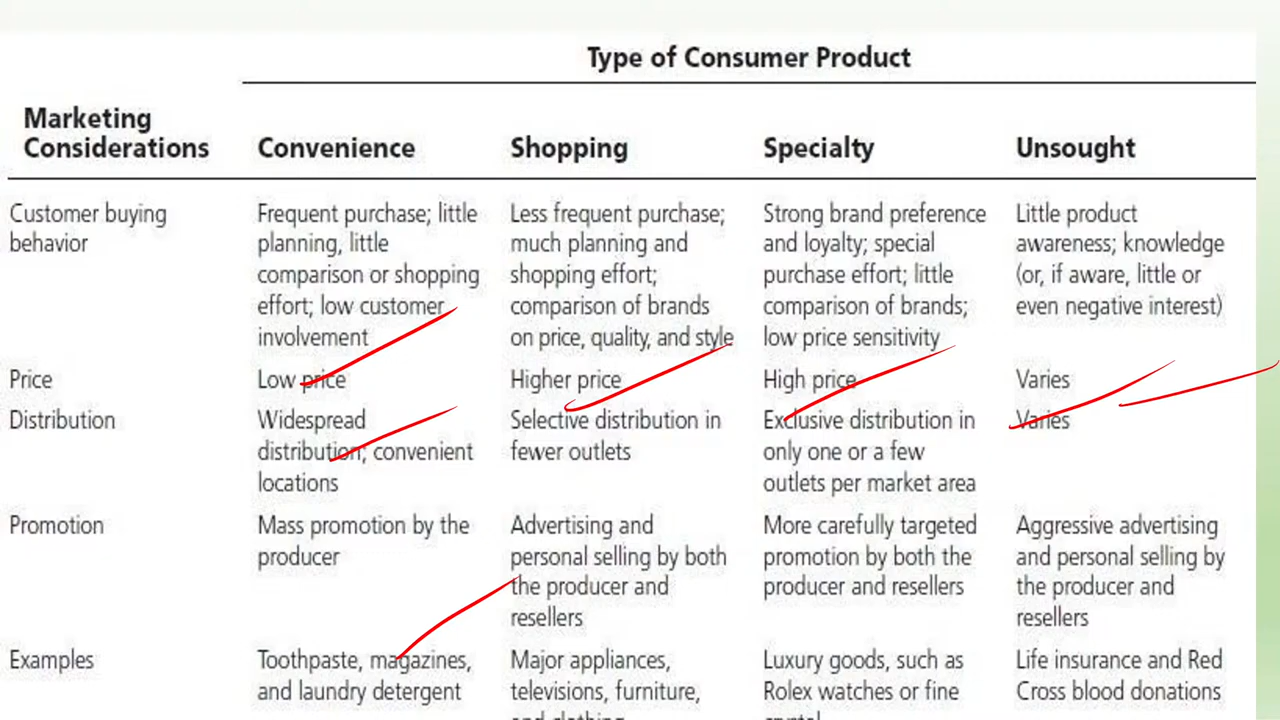 Type of Consumer Product
Marketing
Considerations
Convenience
Shopping
Specialty
Unsought
Customer buying
behavior
Frequent purchase; little
planning, little
comparison or shopping
effort; low customer
involvement
Less frequent purchase;
much planning and
shopping effort;
comparison of brands
on price, quality, and style
Strong brand preference
and loyalty; special
purchase effort; little
comparison of brands;
low price sensitivity
Little product
awareness; knowledge
(or, if aware, little or
even negative interest)
Price
Low price
Higher price
High price
Varies
Distribution
Widespread
distribution; convenient
locations
Selective distribution in
fewer outlets
Exclusive distribution in
only one or a few
outlets per market area
Varies
Promotion
Mass promotion by the
producer
Advertising and
personal selling by both
the producer and
resellers
More carefully targeted
promotion by both the
producer and resellers
Aggressive advertising
and personal selling by
the producer and
resellers
Examples
Toothpaste, magazines,
and laundry detergent
Major appliances,
televisions, furniture,
and clothing
Luxury goods, such as
Rolex watches or fine
crystal
Life insurance and Red
Cross blood donations